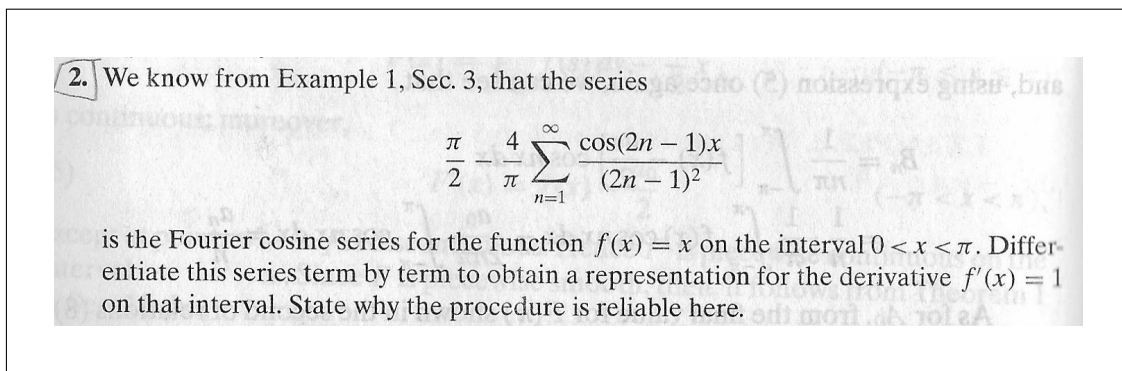 2. We know from Example 1, Sec. 3, that the series
π/2 − 4/π ∑_{n=1}^{∞} cos(2n − 1)x / (2n − 1)²
is the Fourier cosine series for the function f(x) = x on the interval 0 < x < π. Differ-
entiate this series term by term to obtain a representation for the derivative f′(x) = 1
on that interval. State why the procedure is reliable here.